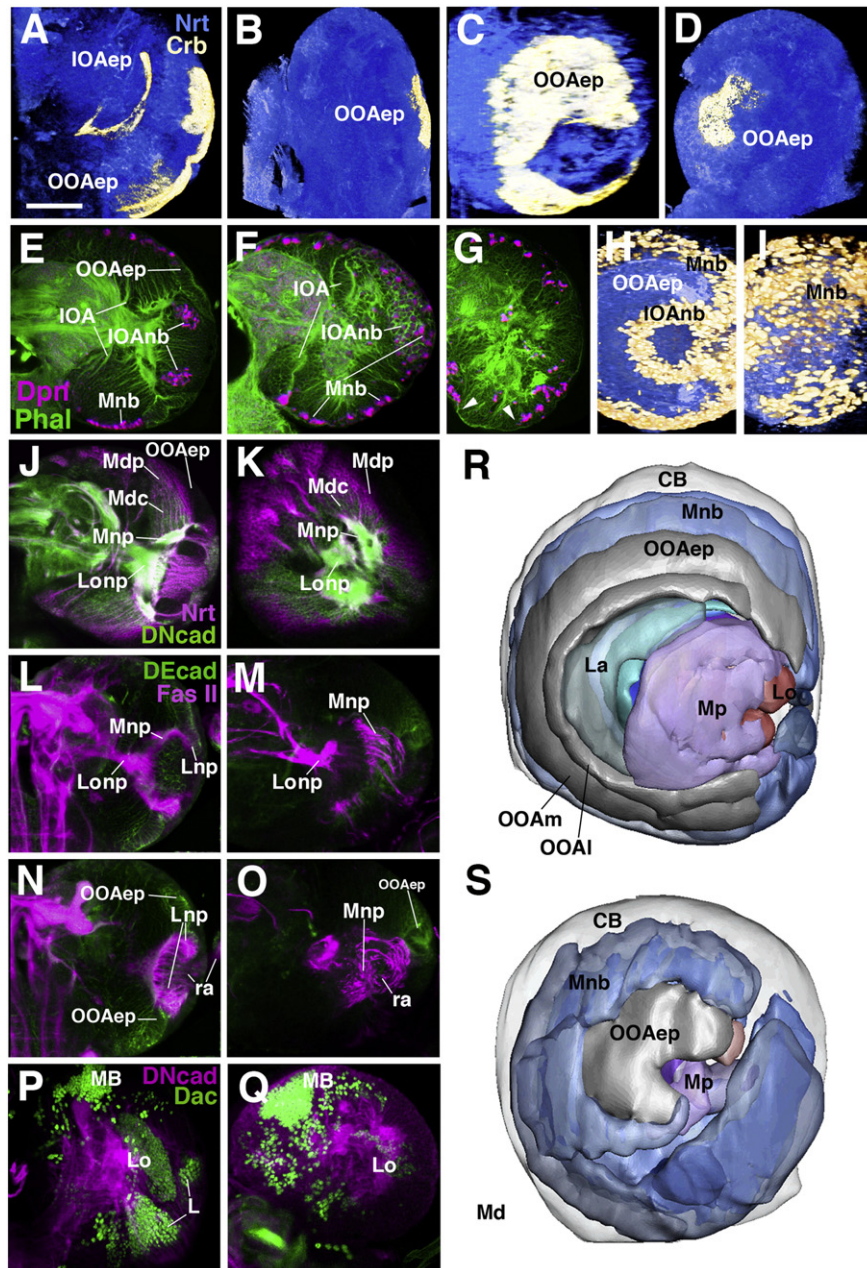 Nrt
Crb
A
IOAep
OOAep
B
OOAep
C
OOAep
D
OOAep
E
OOAep
IOA
IOAnb
Mnb
Dpn
Phal
F
IOA
IOAnb
Mnb
G
H
Mnb
OOAep
IOAnb
I
Mnb
J
OOAep
Mdp
Mdc
Mnp
Lonp
Nrt
DNcad
K
Mdp
Mdc
Mnp
Lonp
L
DEcad
Fas II
Mnp
Lnp
Lonp
M
Mnp
Lonp
N
OOAep
Lnp
ra
OOAep
O
OOAep
Mnp
ra
P
MB
DNcad
Dac
Lo
L
Q
MB
Lo
R
CB
Mnb
OOAep
La
Lo
Mp
OOAm
OOAl
S
CB
Mnb
OOAep
Mp
Md